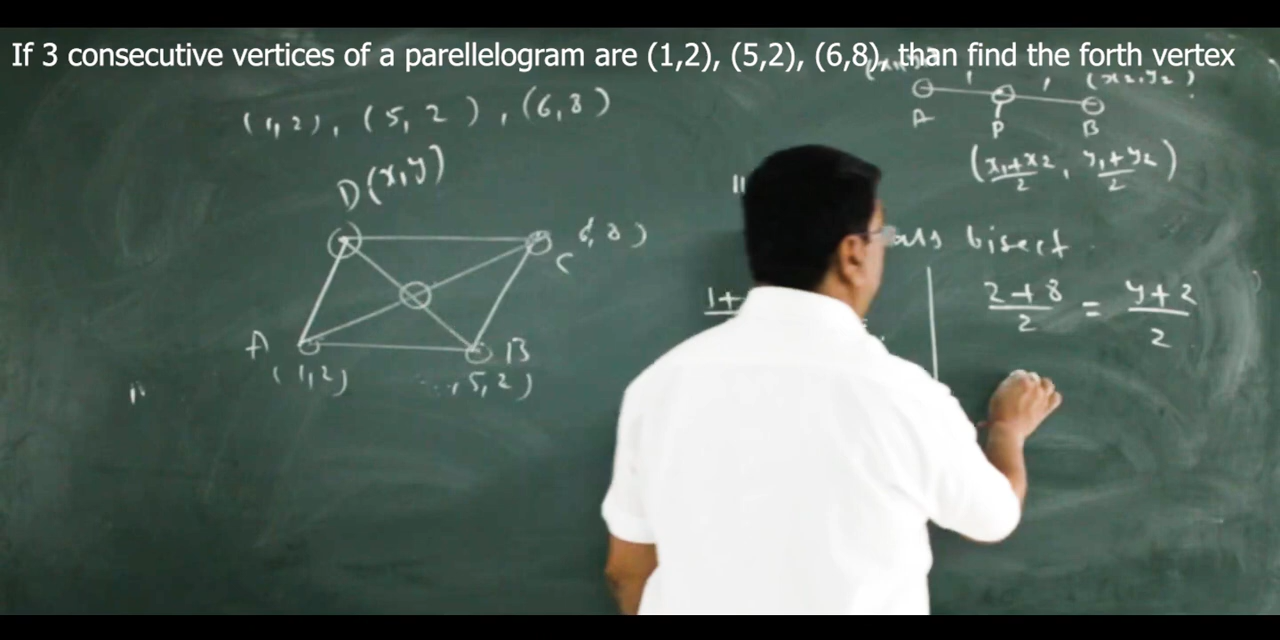 If 3 consecutive vertices of a parellelogram are (1,2), (5,2), (6,8), than find the forth vertex
(x2,y2)
(1,2), (5, 2), (6,8)
A P B
D(x,y)
(x1+x2/2, y1+y2/2)
8)
C
bisect
1+
2+8/2 = y+2/2
A B
(1,2) 5,2)